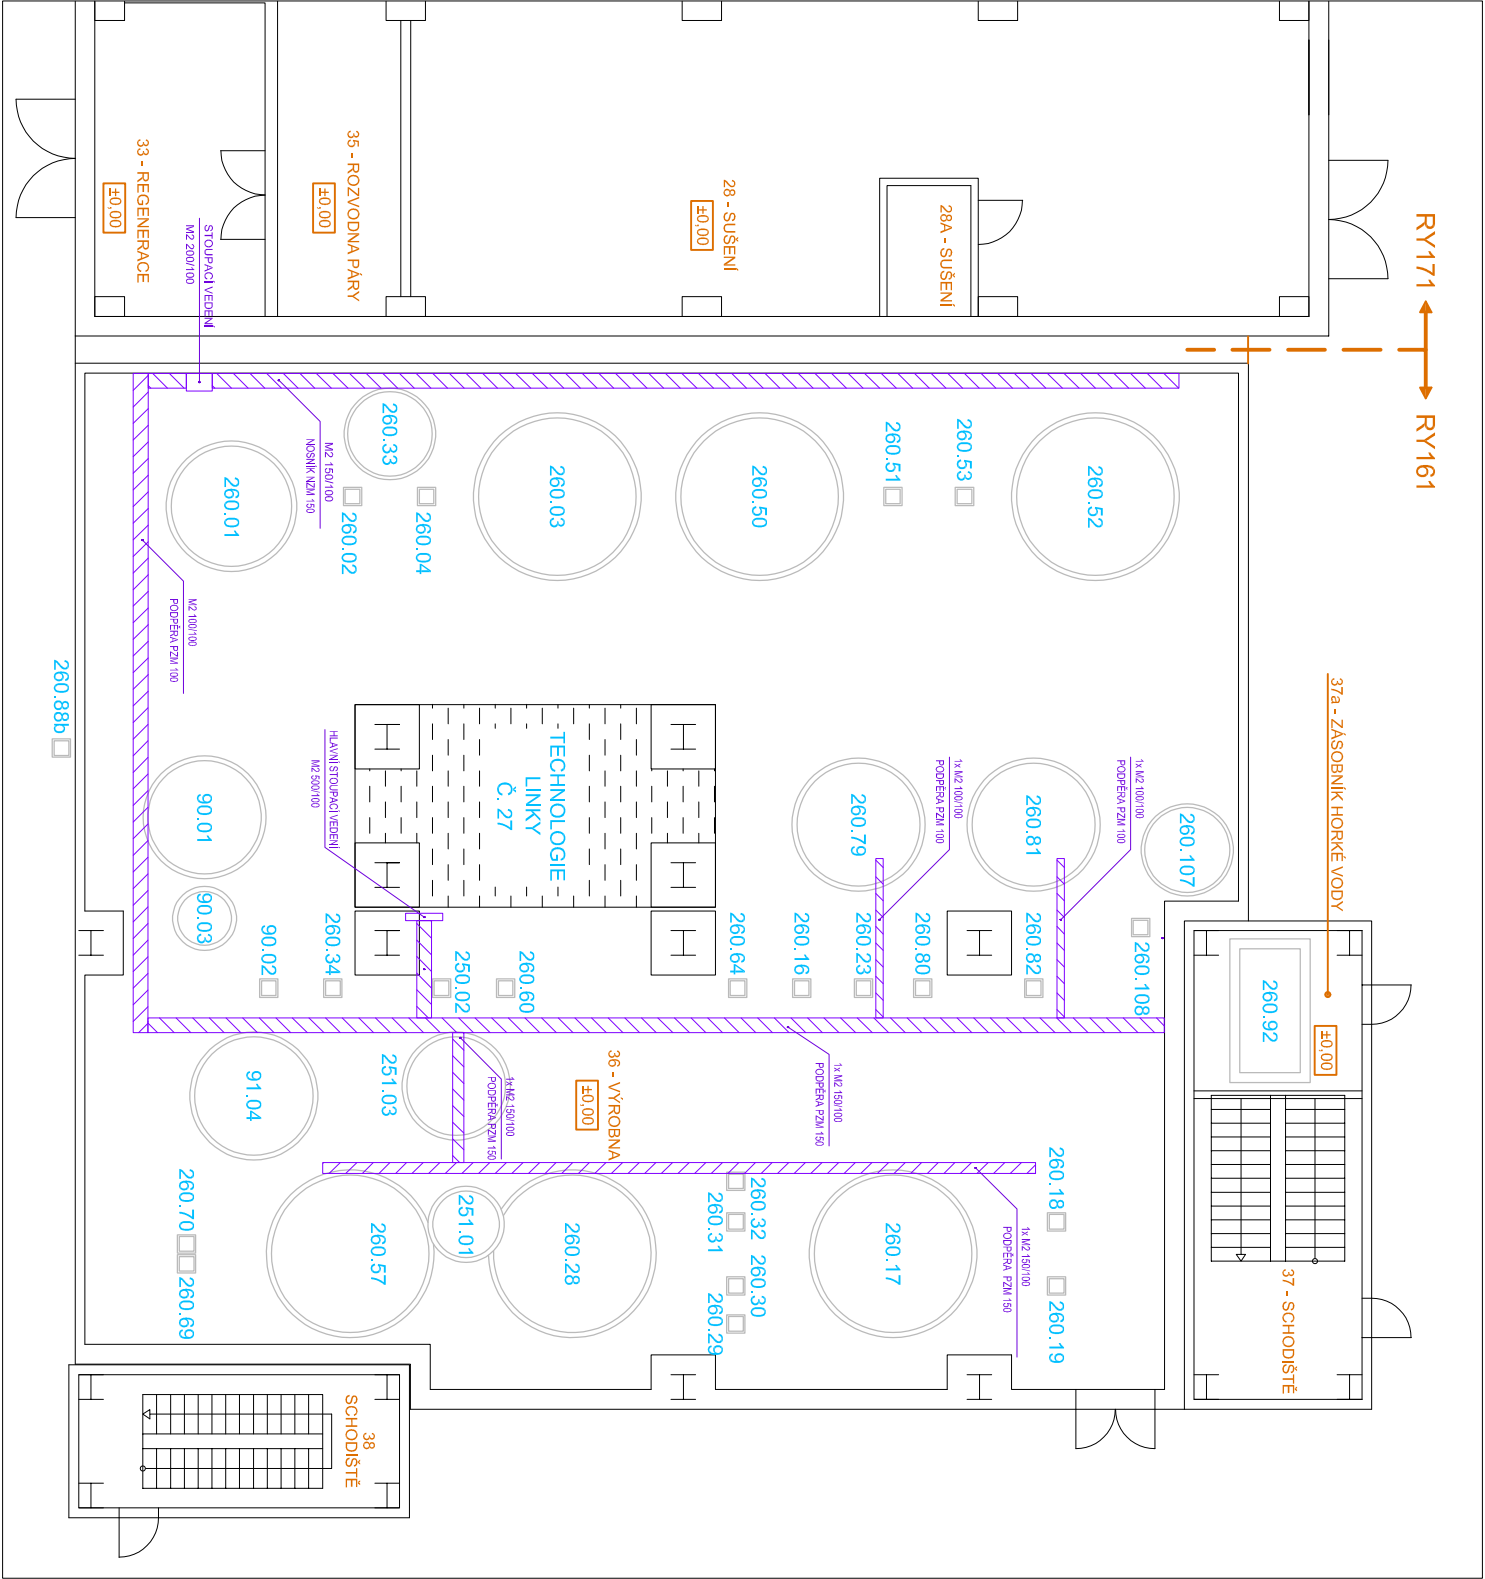 RY171
RY161
37a - ZÁSOBNÍK HORKÉ VODY
±0,00
260.92
37 - SCHODIŠTĚ
28A - SUŠENÍ
28 - SUŠENÍ
±0,00
35 - ROZVODNA PÁRY
±0,00
33 - REGENERACE
±0,00
STOUPACÍ VEDENÍ
M2 200/100
M2 150/100
NOSNÍK NZM 150
M2 100/100
PODPĚRA PZM 100
260.52
260.53
260.51
260.50
260.03
260.04
260.33
260.02
260.01
260.88b
260.107
1x M2 100/100
PODPĚRA PZM 100
260.81
1x M2 100/100
PODPĚRA PZM 100
260.79
TECHNOLOGIE
LINKY
Č. 27
HLAVNÍ STOUPACÍ VEDENÍ
M2 500/100
90.01
90.03
260.108
260.82
260.80
260.23
260.16
260.64
260.60
250.02
260.34
90.02
36 - VÝROBNA
±0,00
1x M2 150/100
PODPĚRA PZM 150
1x M2 150/100
PODPĚRA PZM 150
251.03
91.04
260.18
260.19
1x M2 150/100
PODPĚRA PZM 150
260.17
260.32
260.30
260.31
260.29
260.28
251.01
260.57
260.70
260.69
38
SCHODIŠTĚ